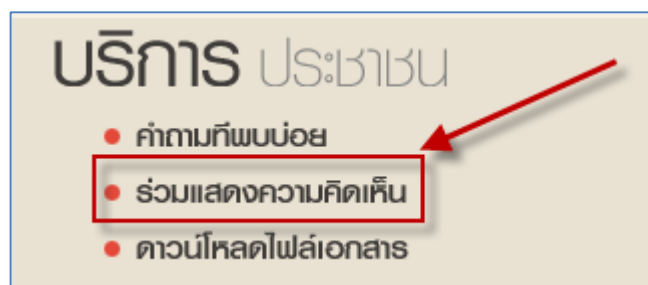 บริการ ประชาชน
คำถามที่พบบ่อย
ร่วมแสดงความคิดเห็น
ดาวน์โหลดไฟล์เอกสาร